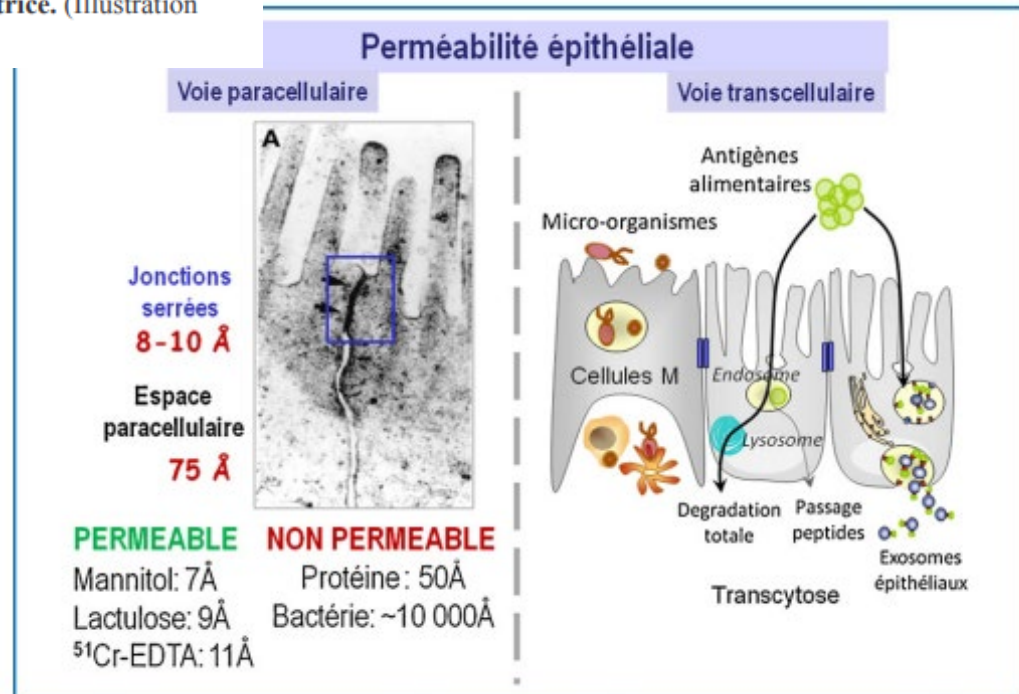 trice. (Illustration
Perméabilité épithéliale
Voie paracellulaire
A
Jonctions
serrées
8-10 Å
Espace
paracellulaire
75 Å
PERMEABLE
Mannitol: 7Å
Lactulose: 9Å
⁵¹Cr-EDTA: 11Å
NON PERMEABLE
Protéine: 50Å
Bactérie: ~10 000Å
Voie transcellulaire
Antigènes
alimentaires
Micro-organismes
Cellules M
Endosome
Lysosome
Degradation
totale
Passage
peptides
Exosomes
épithéliaux
Transcytose